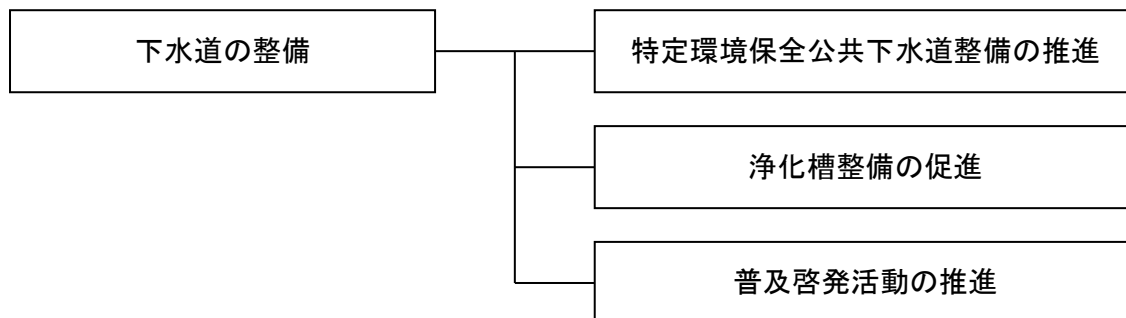 下水道の整備
特定環境保全公共下水道整備の推進
浄化槽整備の促進
普及啓発活動の推進